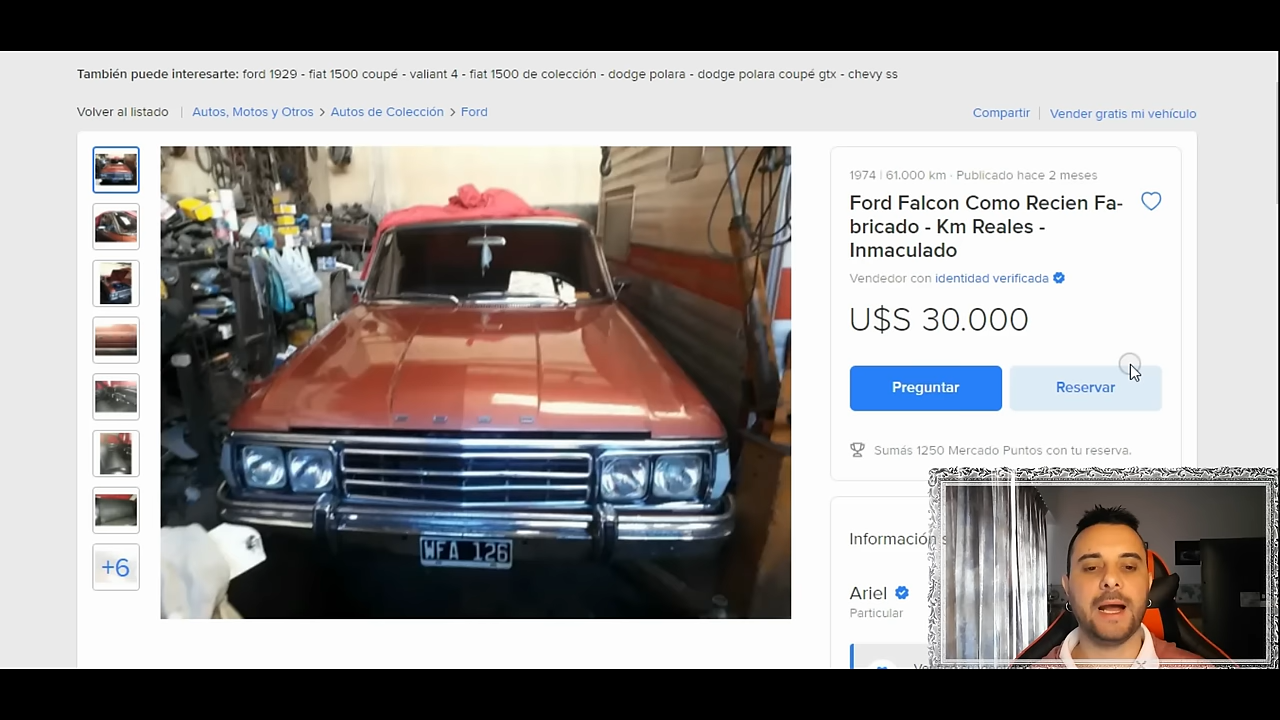 También puede interesarte: ford 1929 - fiat 1500 coupé - valiant 4 - fiat 1500 de colección - dodge polara - dodge polara coupé gtx - chevy ss
Volver al listado | Autos, Motos y Otros > Autos de Colección > Ford
Compartir | Vender gratis mi vehículo
1974 | 61.000 km · Publicado hace 2 meses
Ford Falcon Como Recien Fa-
bricado - Km Reales -
Inmaculado
Vendedor con identidad verificada
U$S 30.000
Preguntar
Reservar
Sumás 1250 Mercado Puntos con tu reserva.
Información
Ariel
Particular
+6
FORD
WFA 126